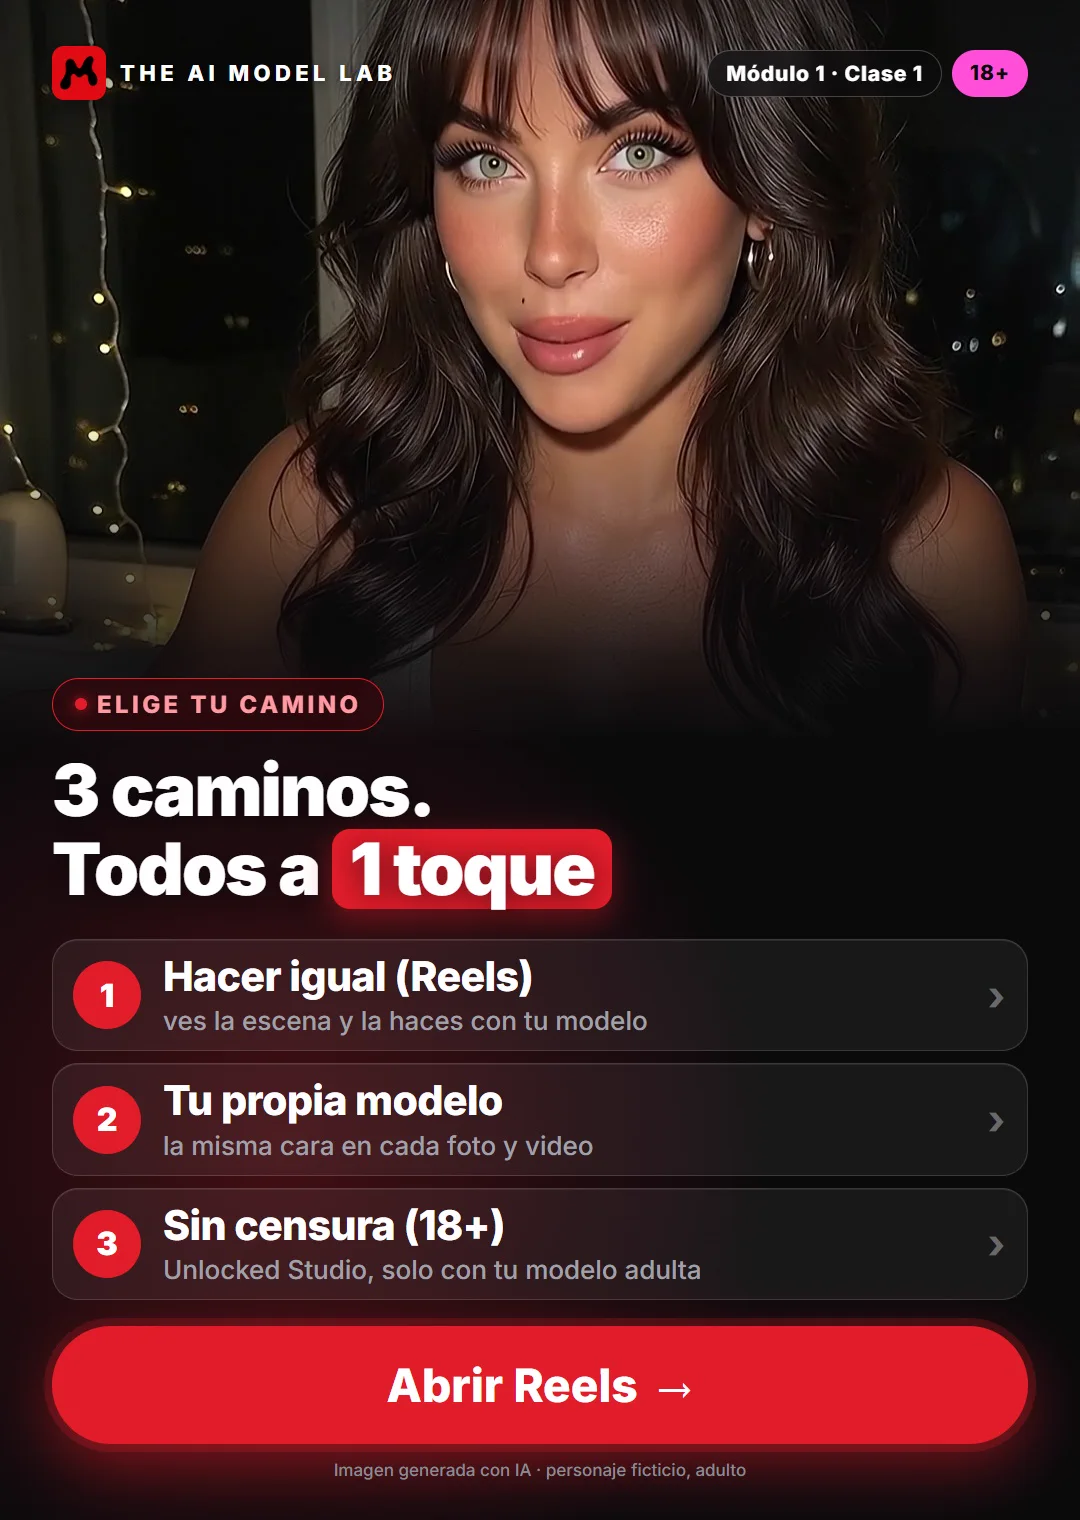 THE AI MODEL LAB
Módulo 1 · Clase 1
18+
ELIGE TU CAMINO
3 caminos.
Todos a 1 toque
1
Hacer igual (Reels)
ves la escena y la haces con tu modelo
›
2
Tu propia modelo
la misma cara en cada foto y video
›
3
Sin censura (18+)
Unlocked Studio, solo con tu modelo adulta
›
Abrir Reels →
Imagen generada con IA · personaje ficticio, adulto